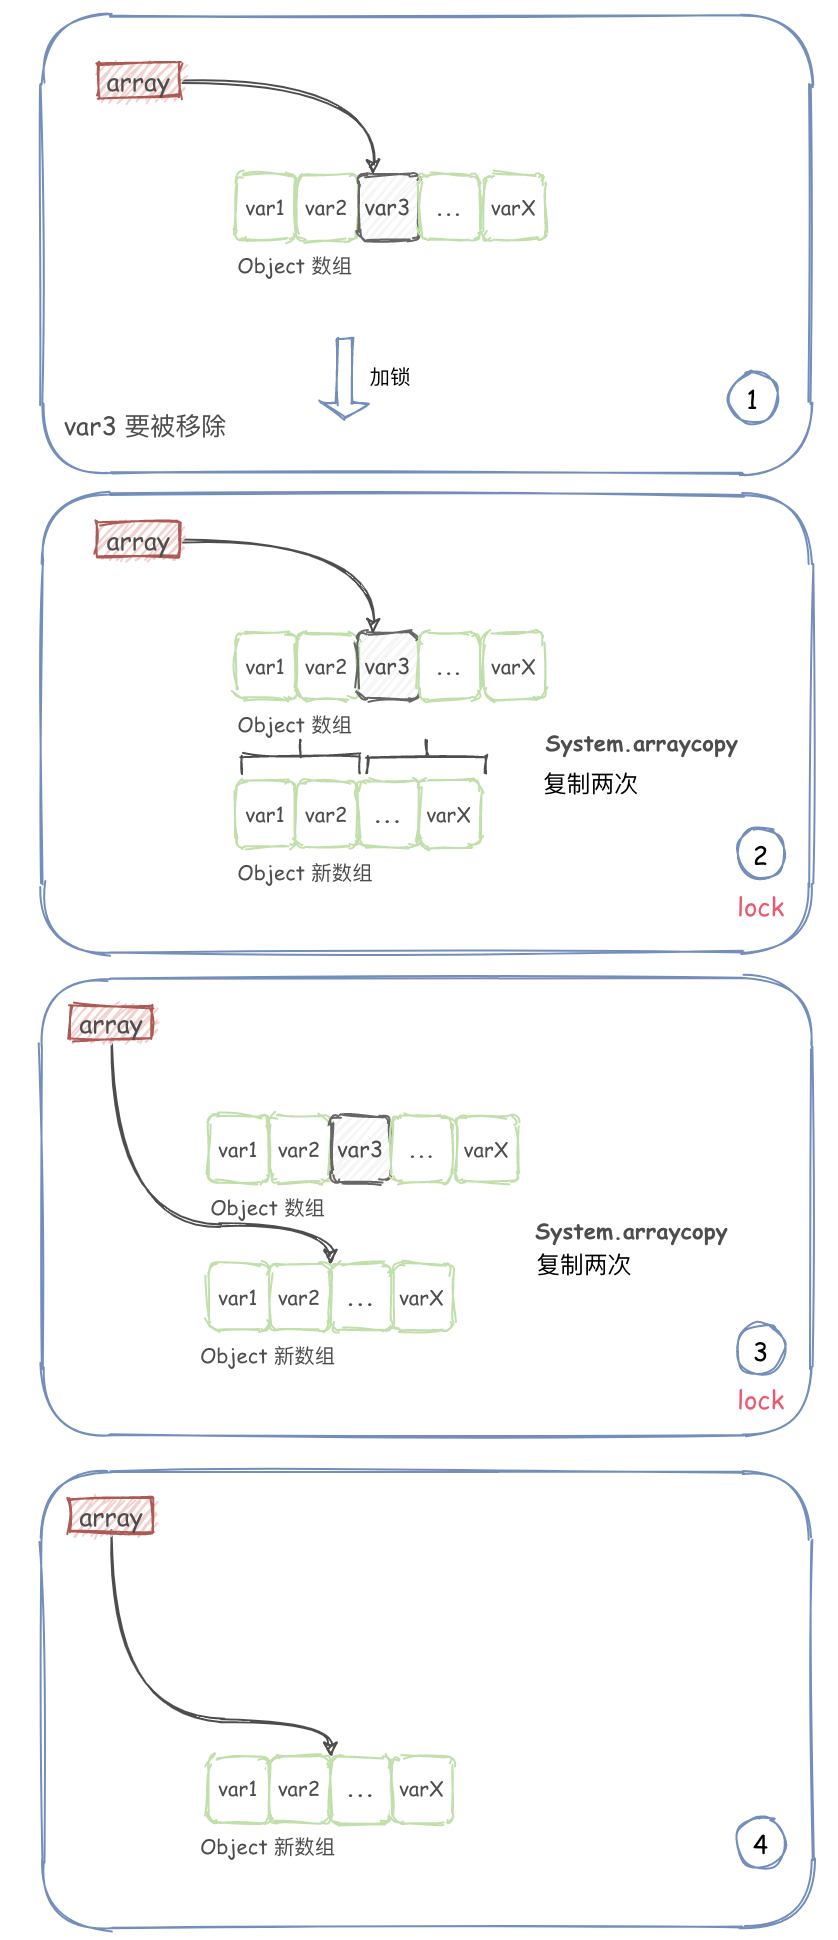 array
var1 var2 var3 ... varX
Object 数组
加锁
1
var3 要被移除
array
var1 var2 var3 ... varX
Object 数组
System.arraycopy
复制两次
var1 var2 ... varX
Object 新数组
2
lock
array
var1 var2 var3 ... varX
Object 数组
System.arraycopy
复制两次
var1 var2 ... varX
Object 新数组
3
lock
array
var1 var2 ... varX
Object 新数组
4